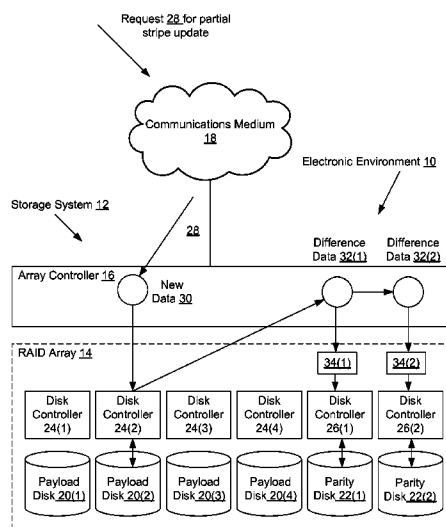 Request 28 for partial
stripe update
Communications Medium
18
Electronic Environment 10
Storage System 12
28
Difference
Data 32(1)
Difference
Data 32(2)
Array Controller 16
New
Data 30
RAID Array 14
34(1)
34(2)
Disk
Controller
24(1)
Disk
Controller
24(2)
Disk
Controller
24(3)
Disk
Controller
24(4)
Disk
Controller
26(1)
Disk
Controller
26(2)
Payload
Disk 20(1)
Payload
Disk 20(2)
Payload
Disk 20(3)
Payload
Disk 20(4)
Parity
Disk 22(1)
Parity
Disk 22(2)